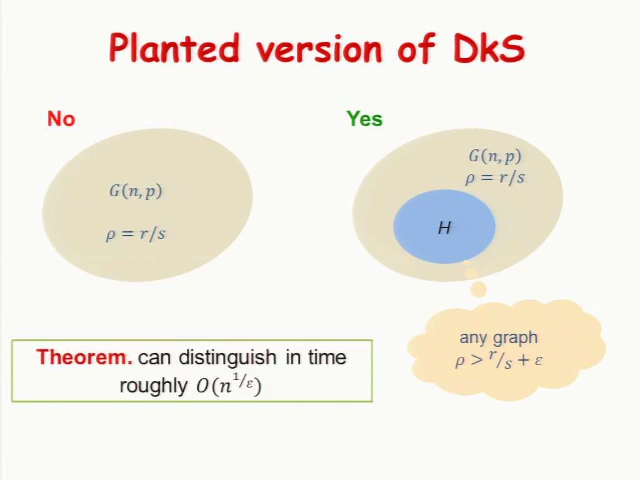 Planted version of DkS
No
Yes
G(n, p)
ρ = r/s
G(n, p)
ρ = r/s
H
any graph
ρ > r/s + ε
Theorem. can distinguish in time
roughly O(n^1/ε)